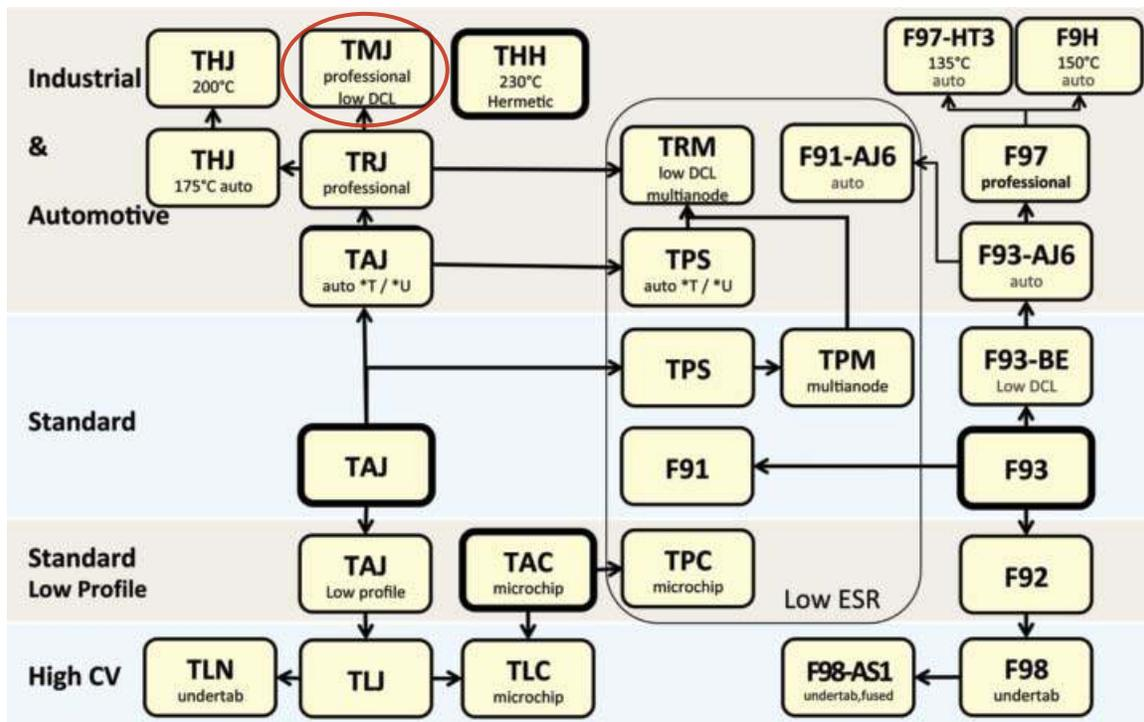 Industrial
&
Automotive
THJ
200°C
TMJ
professional
low DCL
THH
230°C
Hermetic
F97-HT3
135°C
auto
F9H
150°C
auto
THJ
175°C auto
TRJ
professional
TRM
low DCL
multianode
F91-AJ6
auto
F97
professional
TAJ
auto *T / *U
TPS
auto *T / *U
F93-AJ6
auto
Standard
TPS
TPM
multianode
F93-BE
Low DCL
TAJ
F91
F93
Standard
Low Profile
TAJ
Low profile
TAC
microchip
TPC
microchip
Low ESR
F92
High CV
TLN
undertab
TLJ
TLC
microchip
F98-AS1
undertab,fused
F98
undertab